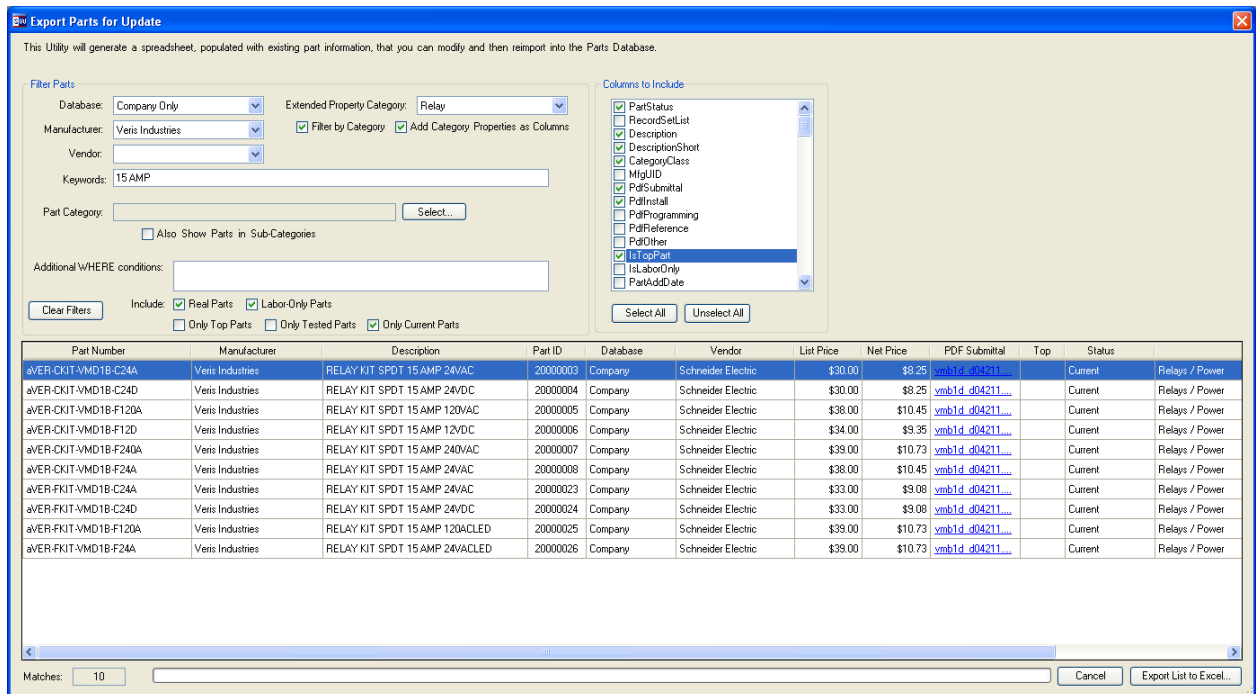 Export Parts for Update
This Utility will generate a spreadsheet, populated with existing part information, that you can modify and then reimport into the Parts Database.
Filter Parts
Database: Company Only Extended Property Category: Relay
Manufacturer: Veris Industries Filter by Category Add Category Properties as Columns
Vendor:
Keywords: 15 AMP
Part Category: Select...
Also Show Parts in Sub-Categories
Additional WHERE conditions:
Clear Filters Include: Real Parts Labor-Only Parts
Only Top Parts Only Tested Parts Only Current Parts
Columns to Include
PartStatus
RecordSetList
Description
DescriptionShort
CategoryClass
MfgUID
PdfSubmittal
PdfInstall
PdfProgramming
PdfReference
PdfOther
IsTopPart
IsLaborOnly
PartAddDate
Select All Unselect All
Part Number Manufacturer Description Part ID Database Vendor List Price Net Price PDF Submittal Top Status
aVER-CKIT-VMD1B-C24A Veris Industries RELAY KIT SPDT 15 AMP 24VAC 20000003 Company Schneider Electric $30.00 $8.25 vmb1d_d04211.... Current Relays / Power
aVER-CKIT-VMD1B-C24D Veris Industries RELAY KIT SPDT 15 AMP 24VDC 20000004 Company Schneider Electric $30.00 $8.25 vmb1d_d04211.... Current Relays / Power
aVER-CKIT-VMD1B-F120A Veris Industries RELAY KIT SPDT 15 AMP 120VAC 20000005 Company Schneider Electric $38.00 $10.45 vmb1d_d04211.... Current Relays / Power
aVER-CKIT-VMD1B-F12D Veris Industries RELAY KIT SPDT 15 AMP 12VDC 20000006 Company Schneider Electric $34.00 $9.35 vmb1d_d04211.... Current Relays / Power
aVER-CKIT-VMD1B-F240A Veris Industries RELAY KIT SPDT 15 AMP 240VAC 20000007 Company Schneider Electric $39.00 $10.73 vmb1d_d04211.... Current Relays / Power
aVER-CKIT-VMD1B-F24A Veris Industries RELAY KIT SPDT 15 AMP 24VAC 20000008 Company Schneider Electric $38.00 $10.45 vmb1d_d04211.... Current Relays / Power
aVER-FKIT-VMD1B-C24A Veris Industries RELAY KIT SPDT 15 AMP 24VAC 20000023 Company Schneider Electric $33.00 $9.08 vmb1d_d04211.... Current Relays / Power
aVER-FKIT-VMD1B-C24D Veris Industries RELAY KIT SPDT 15 AMP 24VDC 20000024 Company Schneider Electric $33.00 $9.08 vmb1d_d04211.... Current Relays / Power
aVER-FKIT-VMD1B-F120A Veris Industries RELAY KIT SPDT 15 AMP 120ACLED 20000025 Company Schneider Electric $39.00 $10.73 vmb1d_d04211.... Current Relays / Power
aVER-FKIT-VMD1B-F24A Veris Industries RELAY KIT SPDT 15 AMP 24VACLED 20000026 Company Schneider Electric $39.00 $10.73 vmb1d_d04211.... Current Relays / Power
Matches: 10 Cancel Export List to Excel...